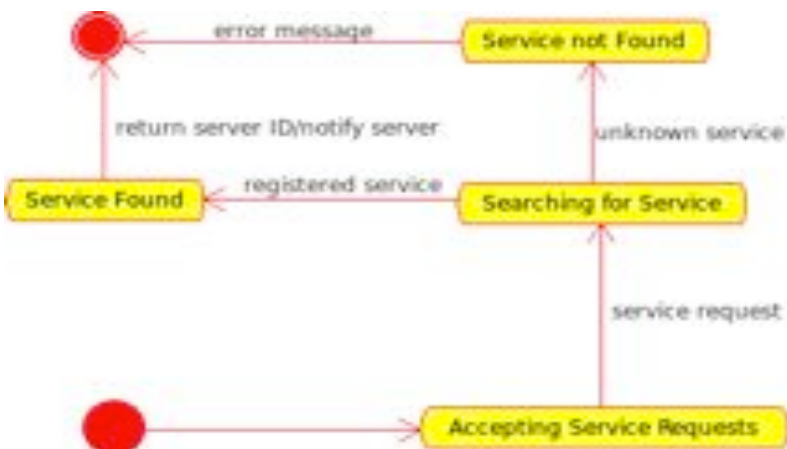 error message
Service not Found
return server ID/notify server
unknown service
Service Found
registered service
Searching for Service
service request
Accepting Service Requests